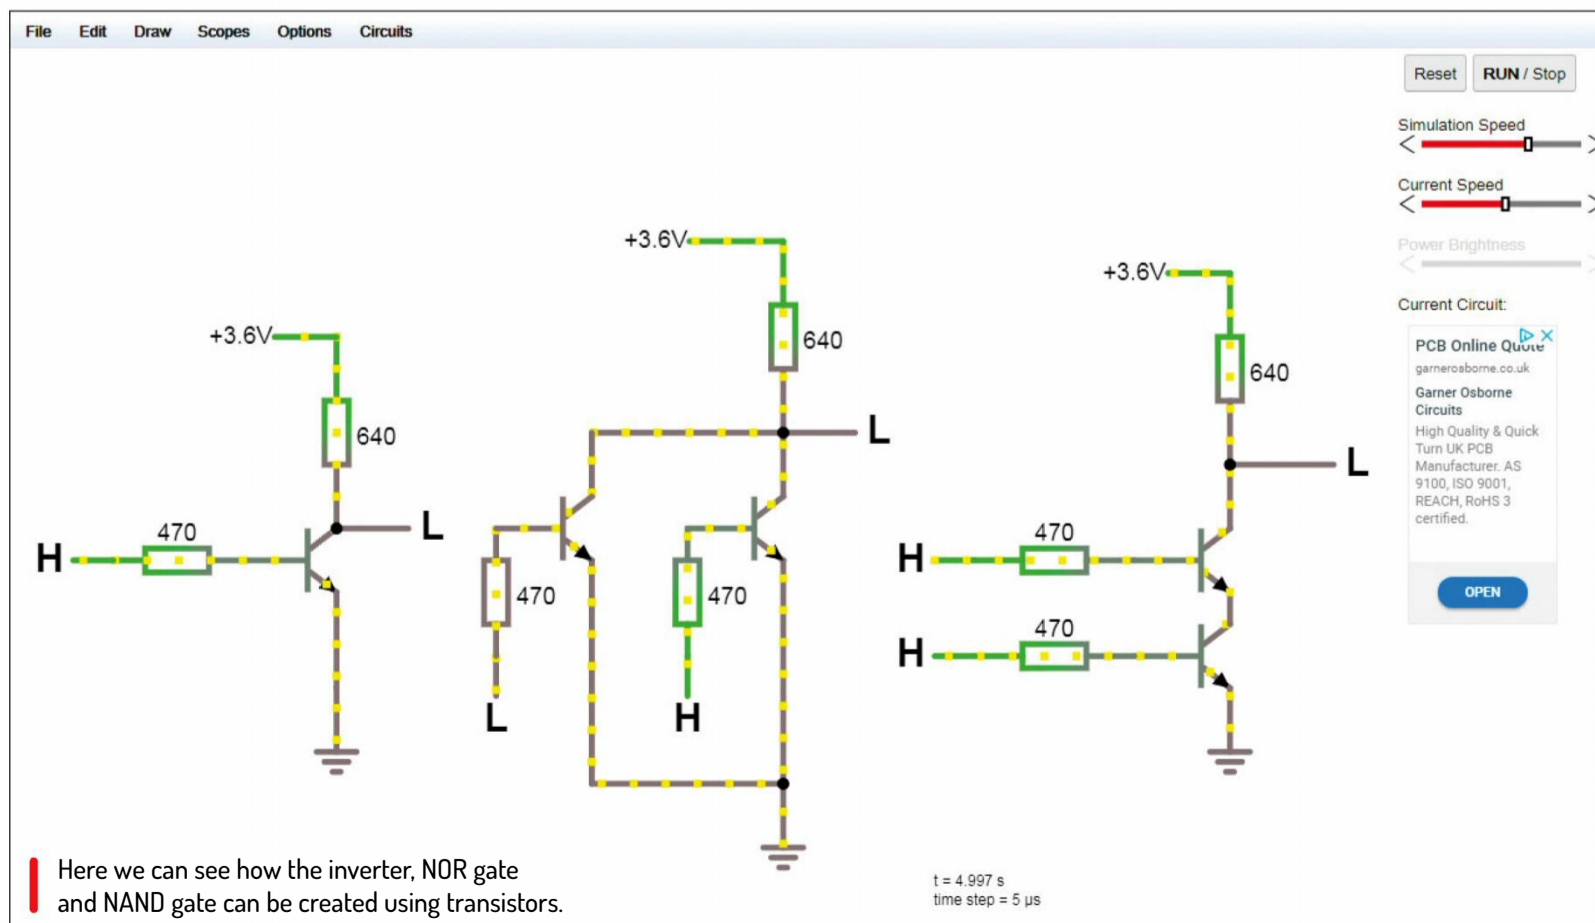 File Edit Draw Scopes Options Circuits
Reset RUN / Stop
Simulation Speed
Current Speed
Power Brightness
Current Circuit:
PCB Online Quote
garnerosborne.co.uk
Garner Osborne
Circuits
High Quality & Quick
Turn UK PCB
Manufacturer. AS
9100, ISO 9001,
REACH, RoHS 3
certified.
OPEN
+3.6V
640
470
H
L
+3.6V
640
L
470
470
L
H
+3.6V
640
L
H
470
H
470
Here we can see how the inverter, NOR gate
and NAND gate can be created using transistors.
t = 4.997 s
time step = 5 µs